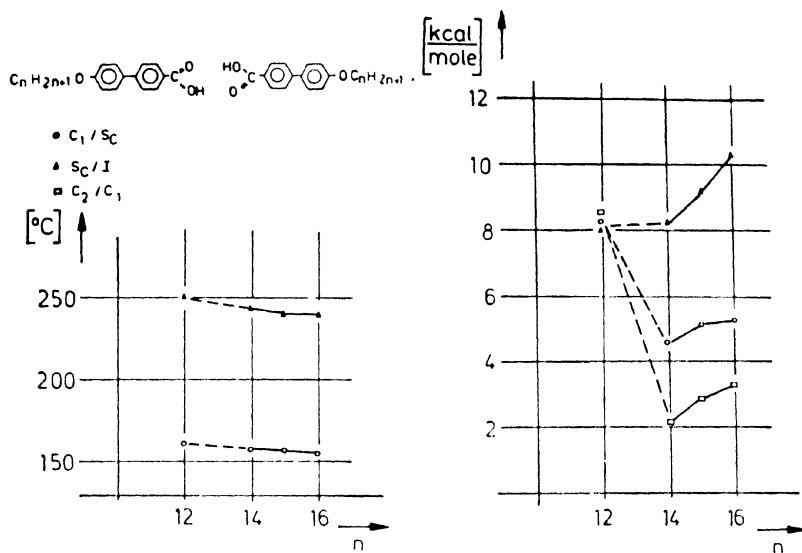 CnH2n+1O
C
O
OH
HO
C
O
OCnH2n+1 .
C1/SC
SC/I
C2/C1
[°C]
250
200
150
12 14 16
n
[kcal/mole]
12
10
8
6
4
2
12 14 16
n